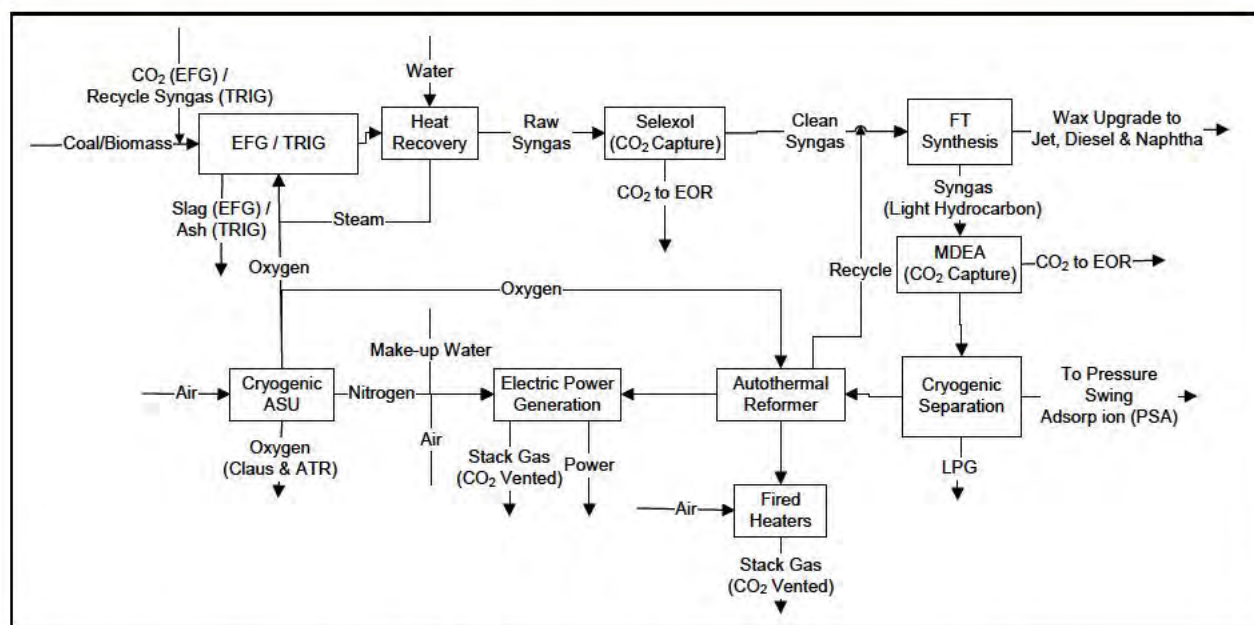 CO₂ (EFG) /
Recycle Syngas (TRIG)
Water
Coal/Biomass
EFG / TRIG
Heat
Recovery
Raw
Syngas
Selexol
(CO₂ Capture)
Clean
Syngas
FT
Synthesis
Wax Upgrade to
Jet, Diesel & Naphtha
Slag (EFG) /
Ash (TRIG)
Steam
CO₂ to EOR
Syngas
(Light Hydrocarbon)
Oxygen
Recycle
MDEA
(CO₂ Capture)
CO₂ to EOR
Oxygen
Make-up Water
Air
Cryogenic
ASU
Nitrogen
Electric Power
Generation
Autothermal
Reformer
Cryogenic
Separation
To Pressure
Swing
Adsorp ion (PSA)
Oxygen
(Claus & ATR)
Air
Stack Gas
(CO₂ Vented)
Power
LPG
Air
Fired
Heaters
Stack Gas
(CO₂ Vented)